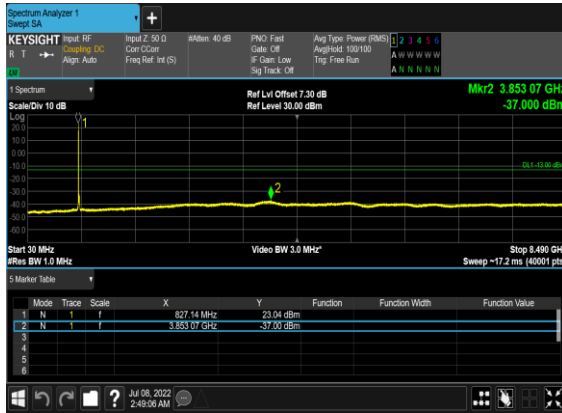 Spectrum Analyzer 1
Swept SA
+
KEYSIGHT Input: RF Input Z: 50 Ω #Atten: 40 dB PNO: Fast Avg Type: Power (RMS) 1 2 3 4 5 6
R T Coupling: DC Corr CCorr Gate: Off Avg|Hold: 100/100 A W W W W W
Align: Auto Freq Ref: Int (S) IF Gain: Low Trig: Free Run
LXI Sig Track: Off A N N N N N
1 Spectrum Ref Lvl Offset 7.30 dB Mkr2 3.853 07 GHz
Scale/Div 10 dB Ref Level 30.00 dBm -37.000 dBm
Log
1
20.0
10.0
0.00
-10.0
DL1 -13.00 dBm
-20.0
-30.0
2
-40.0
-50.0
-60.0
Start 30 MHz Video BW 3.0 MHz* Stop 8.490 GHz
#Res BW 1.0 MHz Sweep ~17.2 ms (40001 pts)
5 Marker Table
Mode Trace Scale X Y Function Function Width Function Value
1 N 1 f 827.14 MHz 23.04 dBm
2 N 1 f 3.853 07 GHz -37.00 dBm
3
4
5
6
? Jul 08, 2022
2:49:06 AM